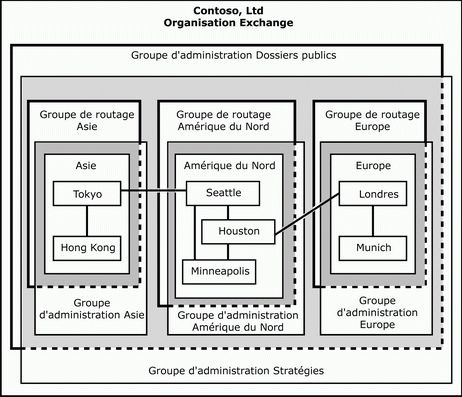 Contoso, Ltd
Organisation Exchange
Groupe d'administration Dossiers publics
Groupe de routage
Asie
Groupe de routage
Amérique du Nord
Groupe de routage
Europe
Asie
Tokyo
Hong Kong
Amérique du Nord
Seattle
Houston
Minneapolis
Europe
Londres
Munich
Groupe
d'administration Asie
Groupe d'administration
Amérique du Nord
Groupe
d'administration
Europe
Groupe d'administration Stratégies